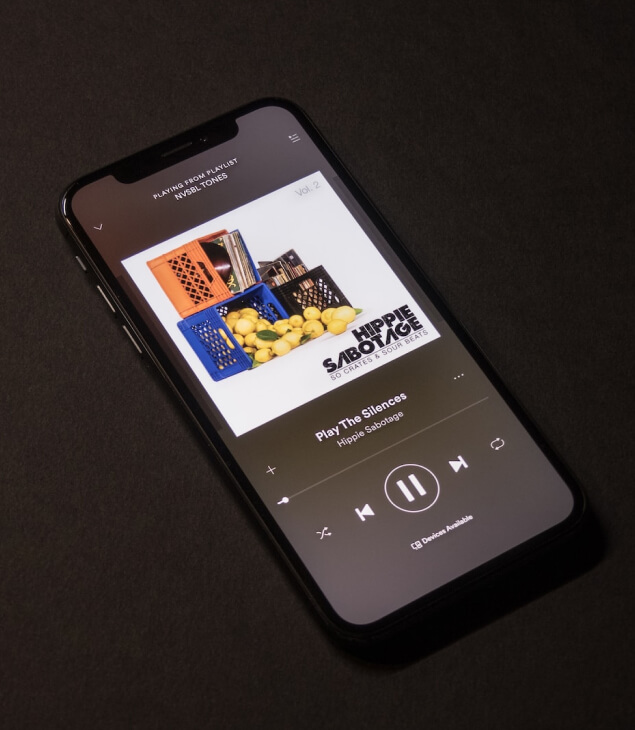 PLAYING FROM PLAYLIST
NVSBL TONES
Vol. 2
HIPPIE
SABOTAGE
SO CRATES & SOUR BEATS
Play The Silences
Hippie Sabotage
Devices Available